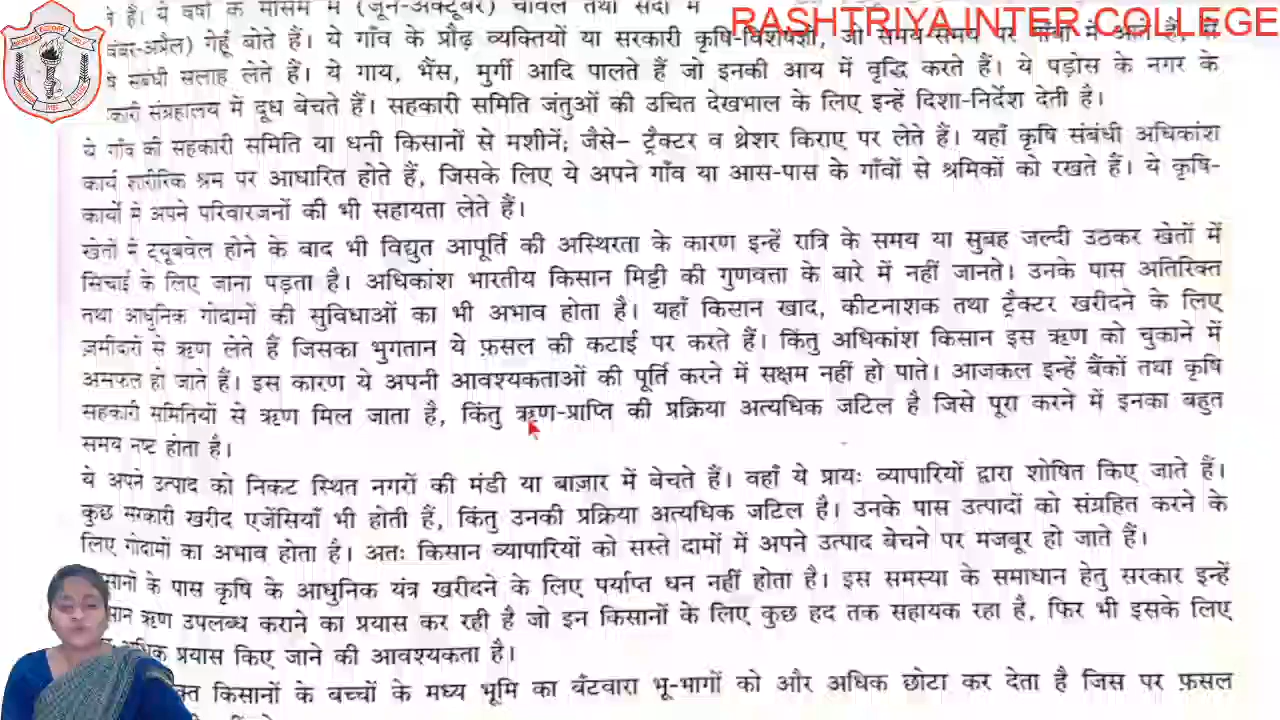 RASHTRIYA INTER COLLEGE
हैं। ये वर्षा के मौसम में (जून-अक्टूबर) चावल तथा सर्दी में
गेहूँ बोते हैं। ये गाँव के प्रौढ़ व्यक्तियों या सरकारी कृषि-विशेषज्ञों, जो समय-समय पर गाँवों में आते हैं, से
संबंधी सलाह लेते हैं। ये गाय, भैंस, मुर्गी आदि पालते हैं जो इनकी आय में वृद्धि करते हैं। ये पड़ोस के नगर के
संग्रहालय में दूध बेचते हैं। सहकारी समिति जंतुओं की उचित देखभाल के लिए इन्हें दिशा-निर्देश देती है।
ये गाँव की सहकारी समिति या धनी किसानों से मशीनें; जैसे– ट्रैक्टर व थ्रेशर किराए पर लेते हैं। यहाँ कृषि संबंधी अधिकांश
कार्य शारीरिक श्रम पर आधारित होते हैं, जिसके लिए ये अपने गाँव या आस-पास के गाँवों से श्रमिकों को रखते हैं। ये कृषि-
कार्यों में अपने परिवारजनों की भी सहायता लेते हैं।
खेतों में ट्यूबवेल होने के बाद भी विद्युत आपूर्ति की अस्थिरता के कारण इन्हें रात्रि के समय या सुबह जल्दी उठकर खेतों में
सिंचाई के लिए जाना पड़ता है। अधिकांश भारतीय किसान मिट्टी की गुणवत्ता के बारे में नहीं जानते। उनके पास अतिरिक्त
तथा आधुनिक गोदामों की सुविधाओं का भी अभाव होता है। यहाँ किसान खाद, कीटनाशक तथा ट्रैक्टर खरीदने के लिए
ज़मींदारों से ऋण लेते हैं जिसका भुगतान ये फ़सल की कटाई पर करते हैं। किंतु अधिकांश किसान इस ऋण को चुकाने में
असफल हो जाते हैं। इस कारण ये अपनी आवश्यकताओं की पूर्ति करने में सक्षम नहीं हो पाते। आजकल इन्हें बैंकों तथा कृषि
सहकारी समितियों से ऋण मिल जाता है, किंतु ऋण-प्राप्ति की प्रक्रिया अत्यधिक जटिल है जिसे पूरा करने में इनका बहुत
समय नष्ट होता है।
ये अपने उत्पाद को निकट स्थित नगरों की मंडी या बाज़ार में बेचते हैं। वहाँ ये प्रायः व्यापारियों द्वारा शोषित किए जाते हैं।
कुछ सरकारी खरीद एजेंसियाँ भी होती हैं, किंतु उनकी प्रक्रिया अत्यधिक जटिल है। उनके पास उत्पादों को संग्रहित करने के
लिए गोदामों का अभाव होता है। अतः किसान व्यापारियों को सस्ते दामों में अपने उत्पाद बेचने पर मजबूर हो जाते हैं।
के पास कृषि के आधुनिक यंत्र खरीदने के लिए पर्याप्त धन नहीं होता है। इस समस्या के समाधान हेतु सरकार इन्हें
ऋण उपलब्ध कराने का प्रयास कर रही है जो इन किसानों के लिए कुछ हद तक सहायक रहा है, फिर भी इसके लिए
प्रयास किए जाने की आवश्यकता है।
किसानों के बच्चों के मध्य भूमि का बँटवारा भू-भागों को और अधिक छोटा कर देता है जिस पर फ़सल